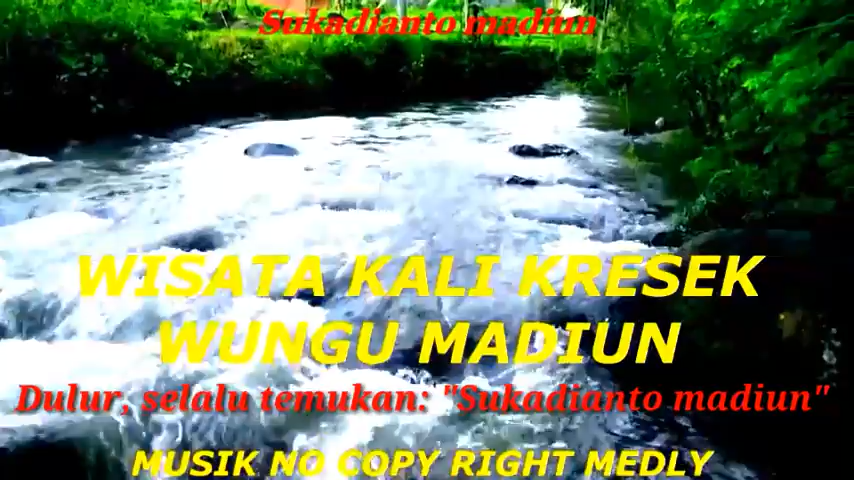 Sukadianto madiun
WISATA KALI KRESEK
WUNGU MADIUN
Dulur, selalu temukan: "Sukadianto madiun"
MUSIK NO COPY RIGHT MEDLY